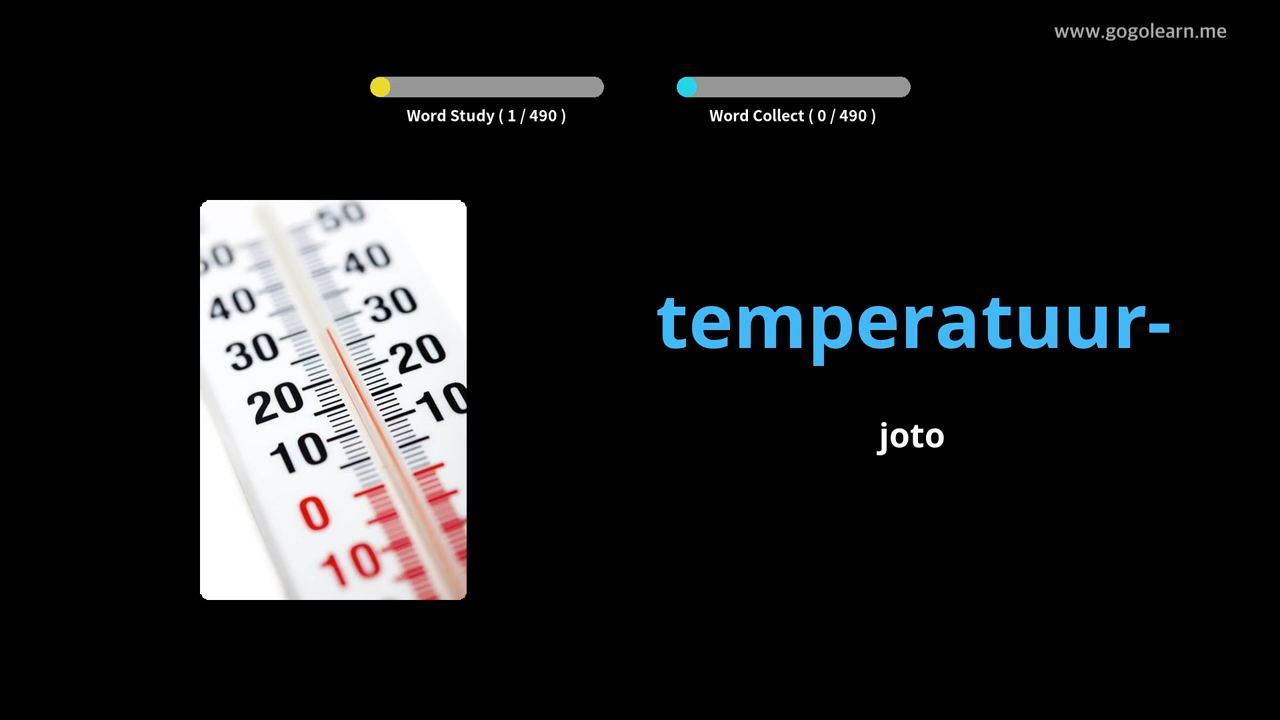 www.gogolearn.me
Word Study ( 1 / 490 )
Word Collect ( 0 / 490 )
50
50
40
40
30
30
20
20
10
10
0
10
temperatuur-
joto